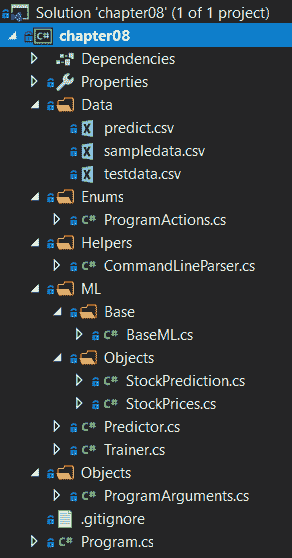 Solution 'chapter08' (1 of 1 project)
C# chapter08
Dependencies
Properties
Data
predict.csv
sampledata.csv
testdata.csv
Enums
C# ProgramActions.cs
Helpers
C# CommandLineParser.cs
ML
Base
C# BaseML.cs
Objects
C# StockPrediction.cs
C# StockPrices.cs
C# Predictor.cs
C# Trainer.cs
Objects
C# ProgramArguments.cs
.gitignore
C# Program.cs